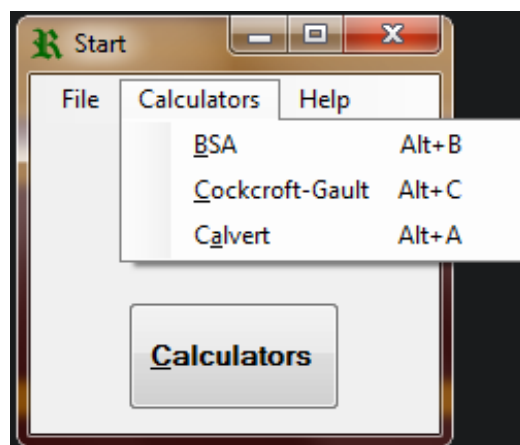 R Start
File Calculators Help
BSA Alt+B
Cockcroft-Gault Alt+C
Calvert Alt+A
Calculators